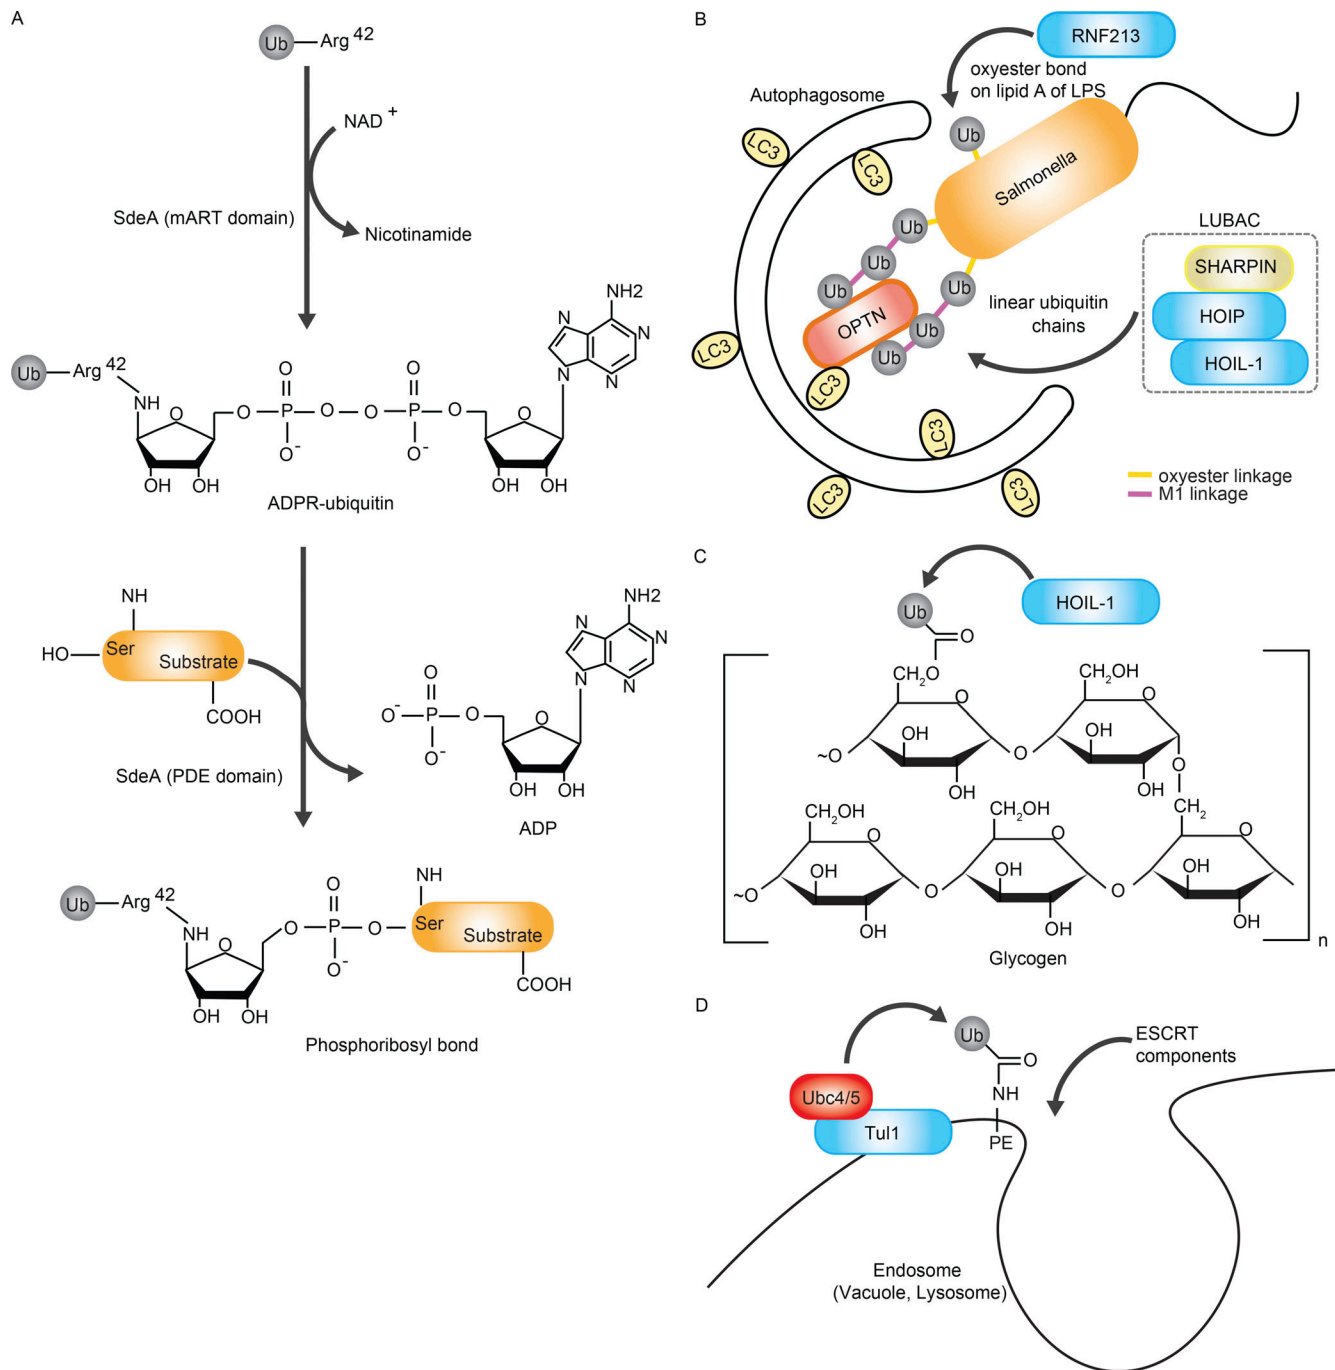 A
Ub Arg 42
NAD +
SdeA (mART domain)
Nicotinamide
NH2
N N
N N
Ub Arg 42
NH
O O
O O P O O P O O
O- O-
OH OH
OH OH
ADPR-ubiquitin
NH
HO Ser
Substrate
COOH
SdeA (PDE domain)
NH2
N N
N N
O
O- P O O
O-
OH OH
ADP
Ub Arg 42
NH
O
O O P O
O-
OH OH
NH
Ser
Substrate
COOH
Phosphoribosyl bond
B
RNF213
oxyester bond
on lipid A of LPS
Autophagosome
LC3
LC3
Ub
Salmonella
Ub
Ub
Ub
Ub
Ub
Ub
OPTN
LC3
LC3
LC3
LC3
LC3
linear ubiquitin
chains
LUBAC
SHARPIN
HOIP
HOIL-1
oxyester linkage
M1 linkage
C
HOIL-1
Ub
C O
O
CH2O
CH2OH
O O
OH OH
~O O
OH OH
O
CH2
CH2OH CH2OH
O O O
OH OH OH
~O O O
OH OH OH
n
Glycogen
D
Ub
O
NH
PE
ESCRT
components
Ubc4/5
Tul1
Endosome
(Vacuole, Lysosome)